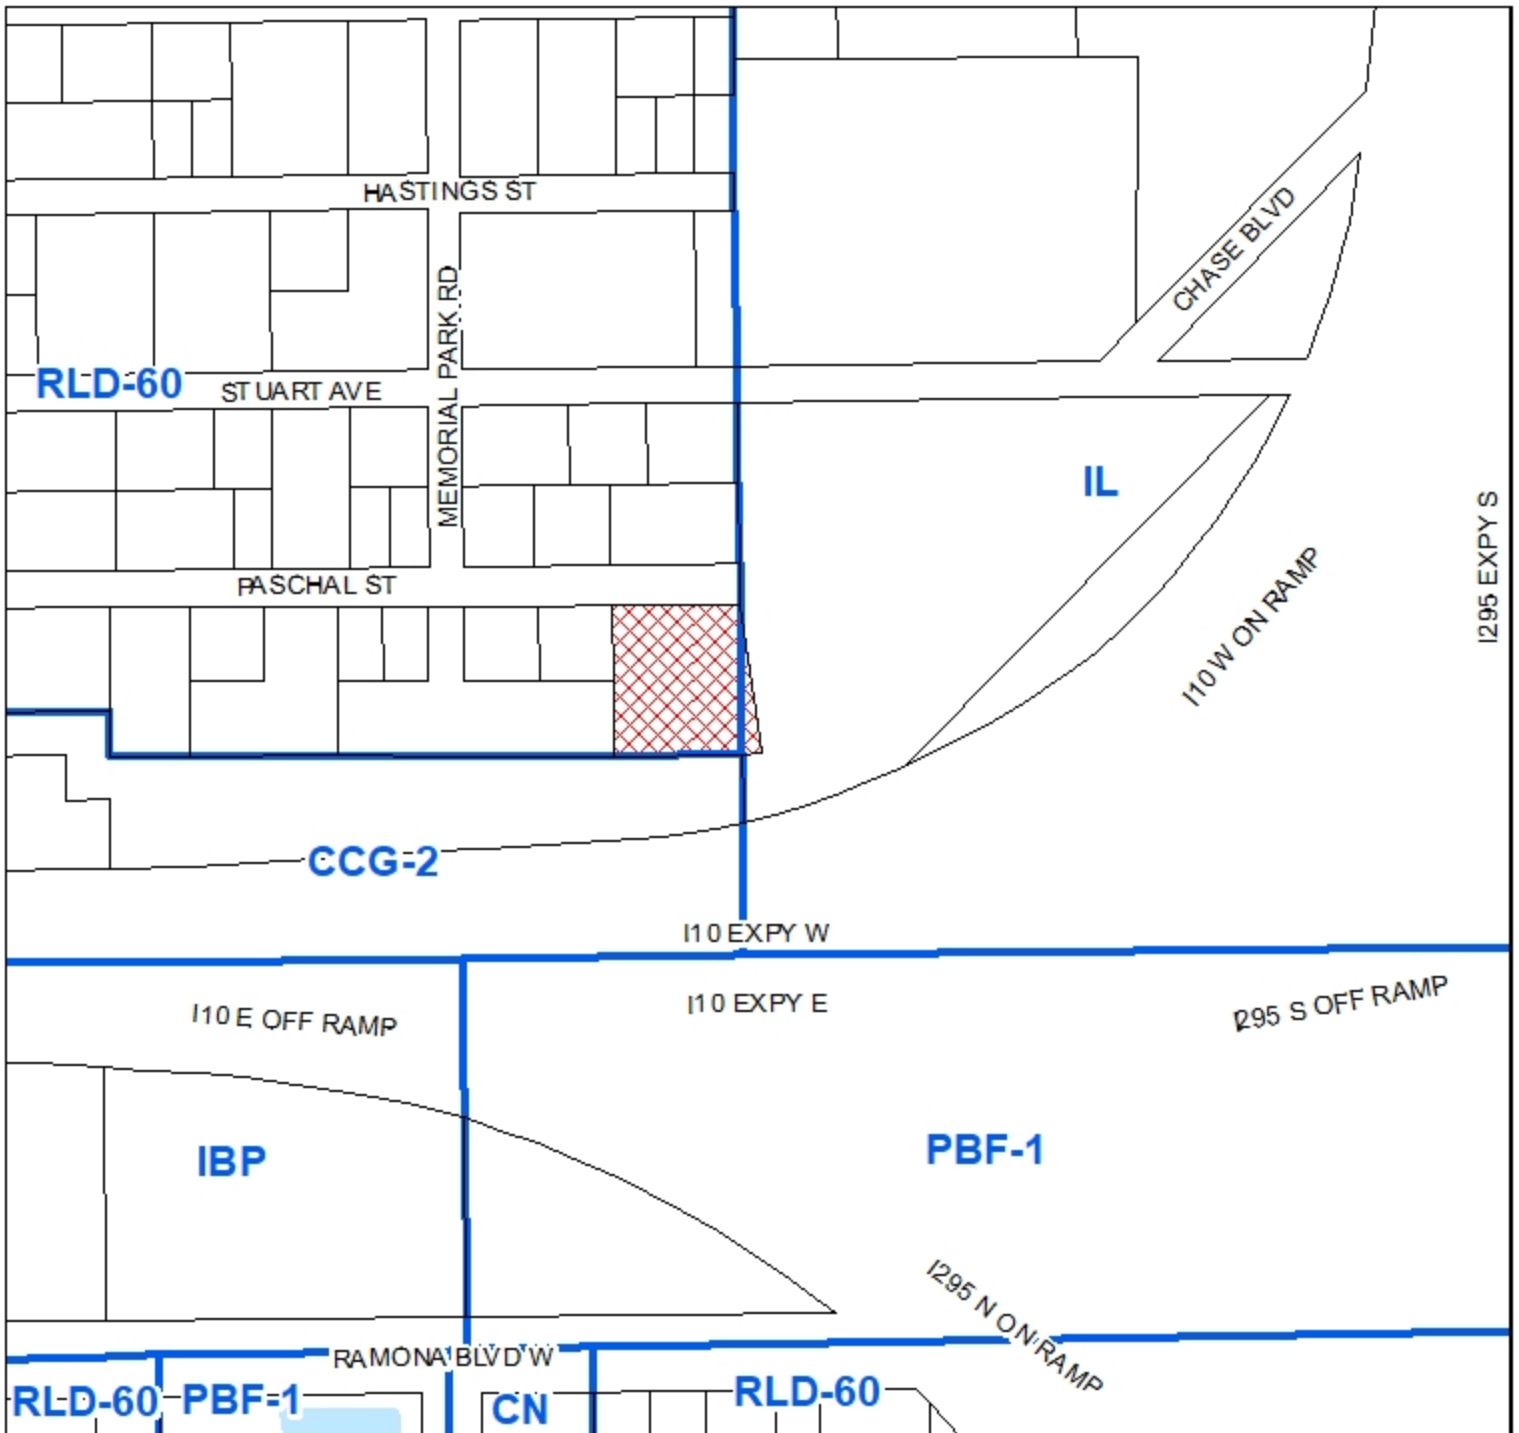 HASTINGS ST
CHASE BLVD
MEMORIAL PARK RD
RLD-60
STUART AVE
IL
I295 EXPY S
PASCHAL ST
I10 W ON RAMP
CCG-2
I10 EXPY W
I10 E OFF RAMP
I10 EXPY E
I295 S OFF RAMP
IBP
PBF-1
I295 N ON RAMP
RAMONA BLVD W
RLD-60
PBF-1
CN
RLD-60